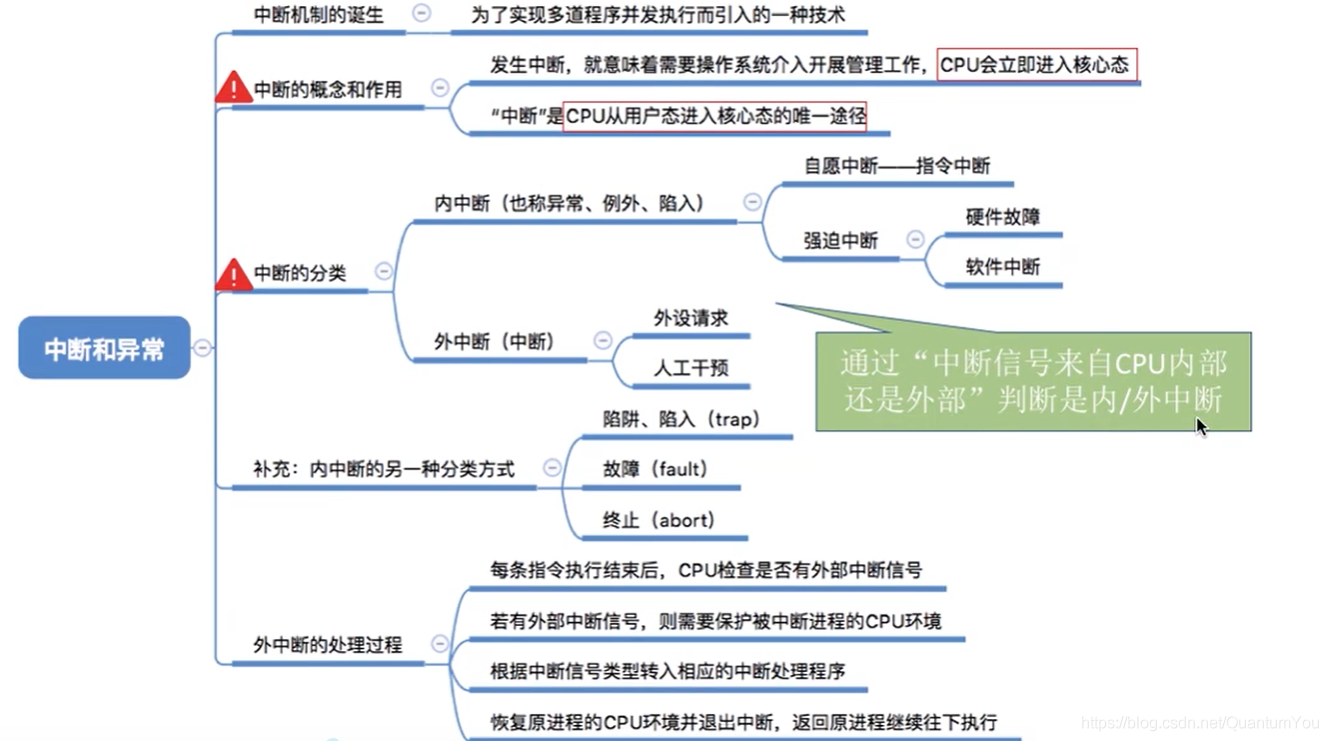 中断机制的诞生
为了实现多道程序并发执行而引入的一种技术
中断的概念和作用
发生中断，就意味着需要操作系统介入开展管理工作，CPU会立即进入核心态
“中断”是CPU从用户态进入核心态的唯一途径
中断的分类
内中断（也称异常、例外、陷入）
自愿中断——指令中断
强迫中断
硬件故障
软件中断
外中断（中断）
外设请求
人工干预
通过“中断信号来自CPU内部
还是外部”判断是内/外中断
中断和异常
补充：内中断的另一种分类方式
陷阱、陷入（trap）
故障（fault）
终止（abort）
外中断的处理过程
每条指令执行结束后，CPU检查是否有外部中断信号
若有外部中断信号，则需要保护被中断进程的CPU环境
根据中断信号类型转入相应的中断处理程序
恢复原进程的CPU环境并退出中断，返回原进程继续往下执行
https://blog.csdn.net/QuantumYou